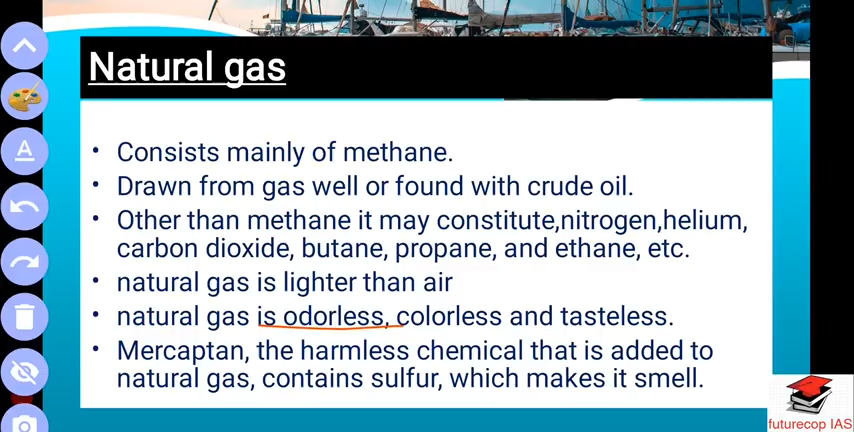 Natural gas
• Consists mainly of methane.
• Drawn from gas well or found with crude oil.
• Other than methane it may constitute,nitrogen,helium,
carbon dioxide, butane, propane, and ethane, etc.
• natural gas is lighter than air
• natural gas is odorless, colorless and tasteless.
• Mercaptan, the harmless chemical that is added to
natural gas, contains sulfur, which makes it smell.
A
futurecop IAS